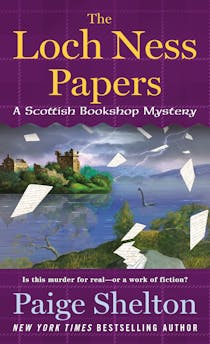 The
Loch Ness
Papers
A Scottish Bookshop Mystery
Is this murder for real—or a work of fiction?
Paige Shelton
NEW YORK TIMES BESTSELLING AUTHOR